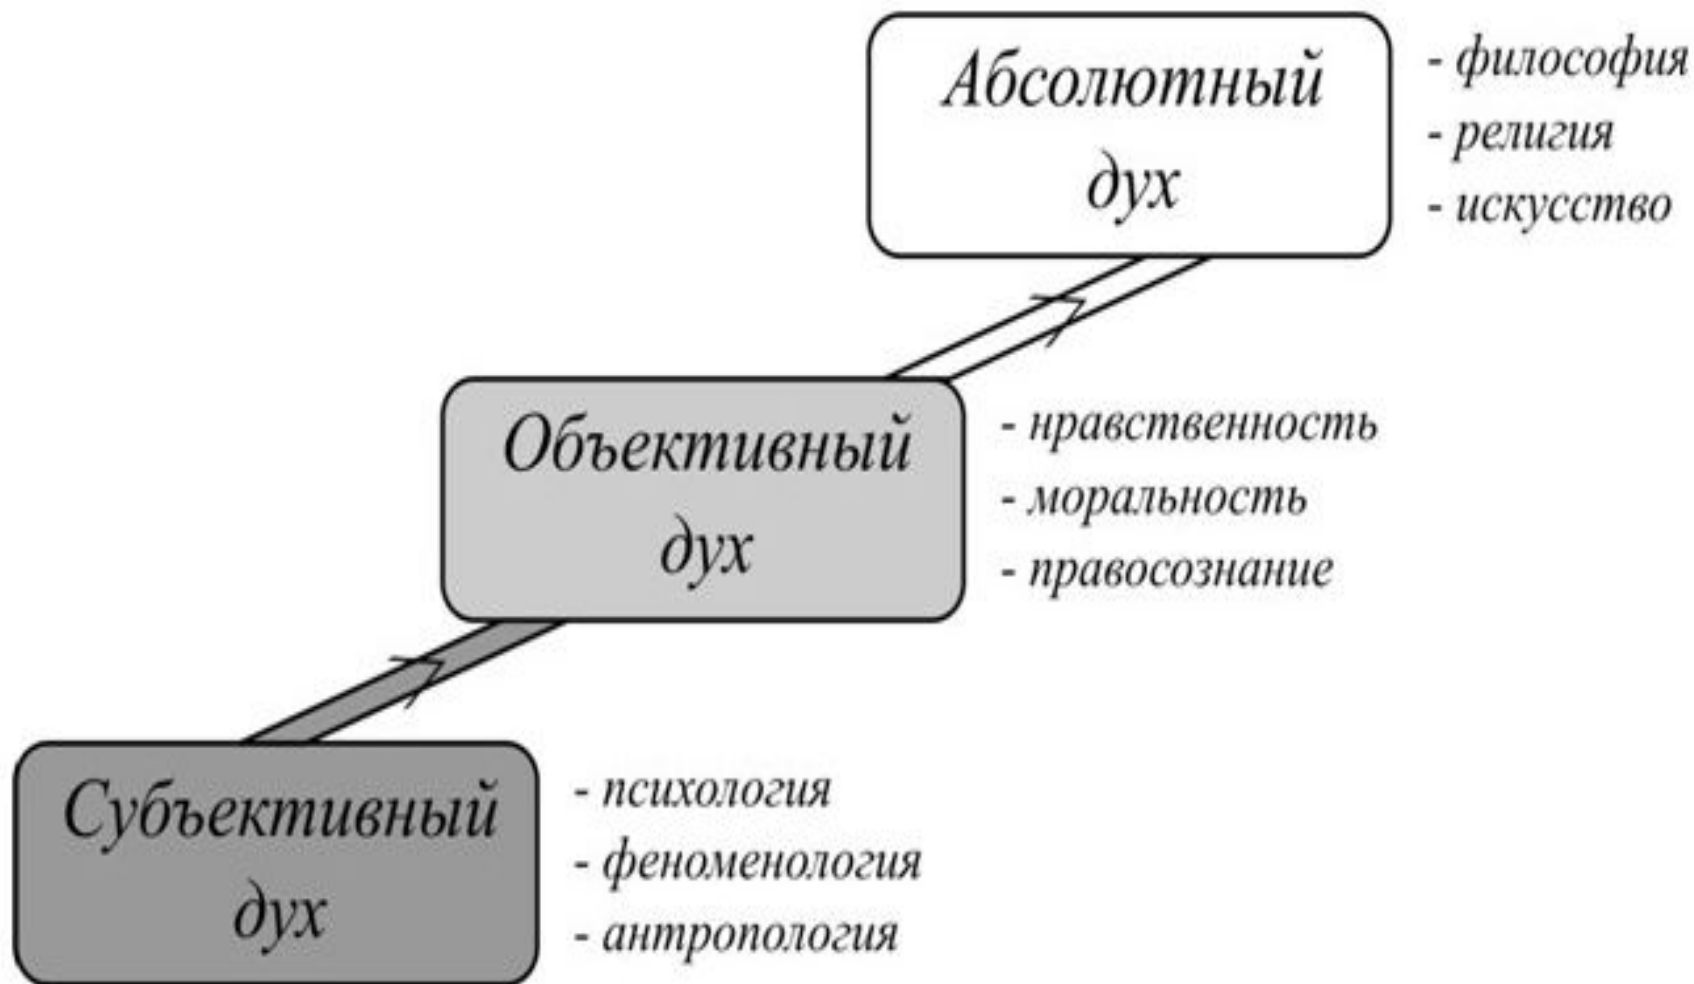 Абсолютный
дух
- философия
- религия
- искусство
Объективный
дух
- нравственность
- моральность
- правосознание
Субъективный
дух
- психология
- феноменология
- антропология